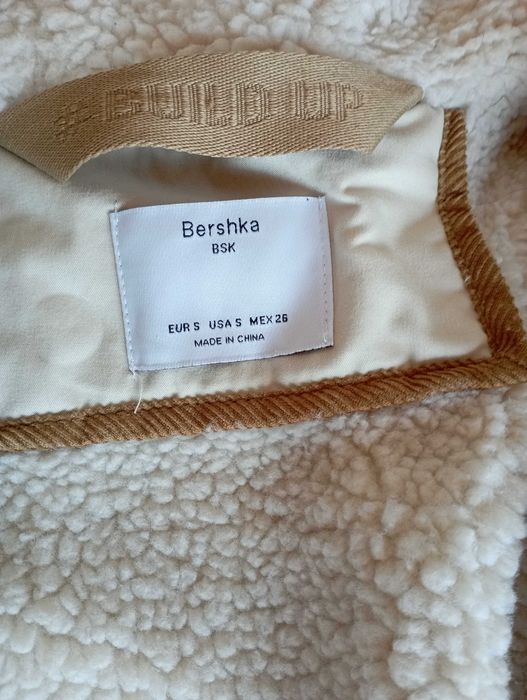 #BUILD UP
Bershka
BSK
EUR S USA S MEX 26
MADE IN CHINA